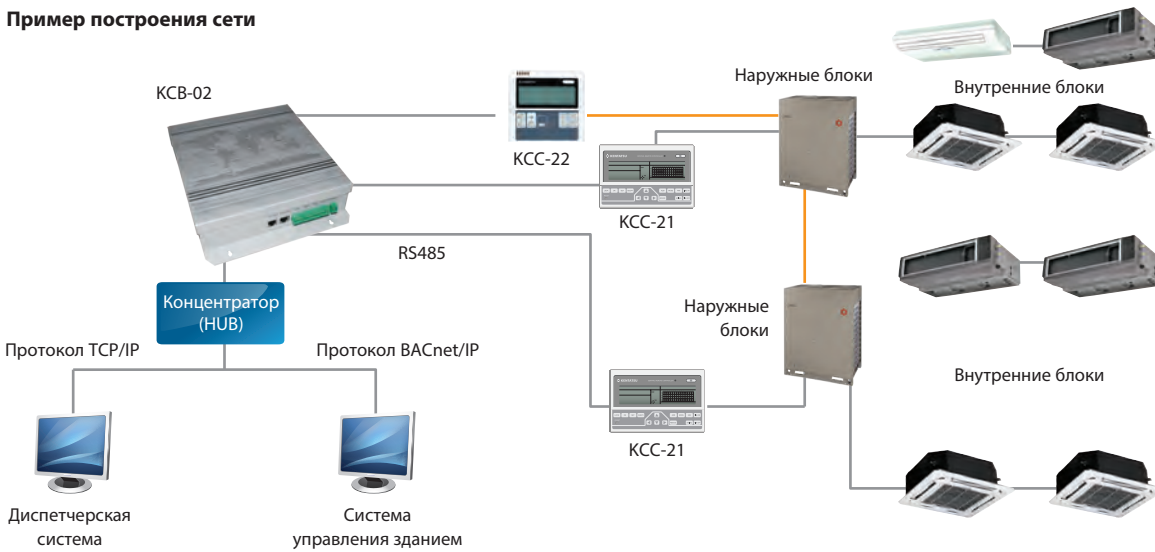 Пример построения сети
KCB-02
KCC-22
Наружные блоки
Внутренние блоки
KCC-21
RS485
Концентратор
(HUB)
Наружные
блоки
Протокол TCP/IP
Протокол BACnet/IP
Внутренние блоки
KCC-21
Диспетчерская
система
Система
управления зданием